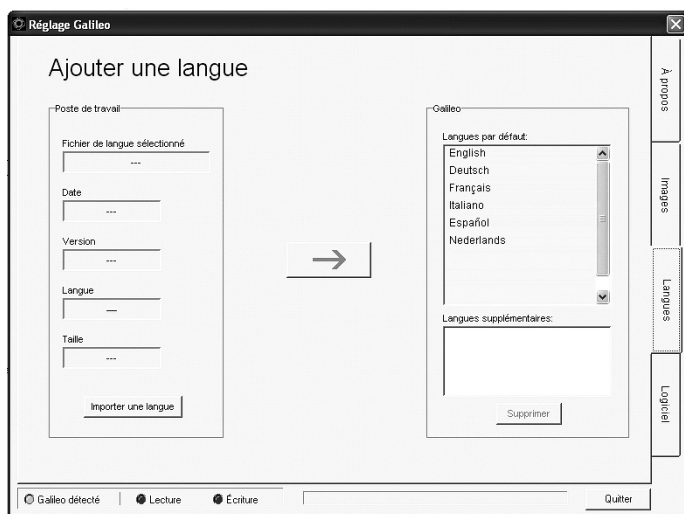 Réglage Galileo
Ajouter une langue
Poste de travail
Fichier de langue sélectionné
---
Date
---
Version
---
Langue
---
Taille
---
Importer une langue
Galileo
Langues par défaut:
English
Deutsch
Français
Italiano
Español
Nederlands
Langues supplémentaires:
Supprimer
À propos
Images
Langues
Logiciel
Galileo détecté
Lecture
Écriture
Quitter